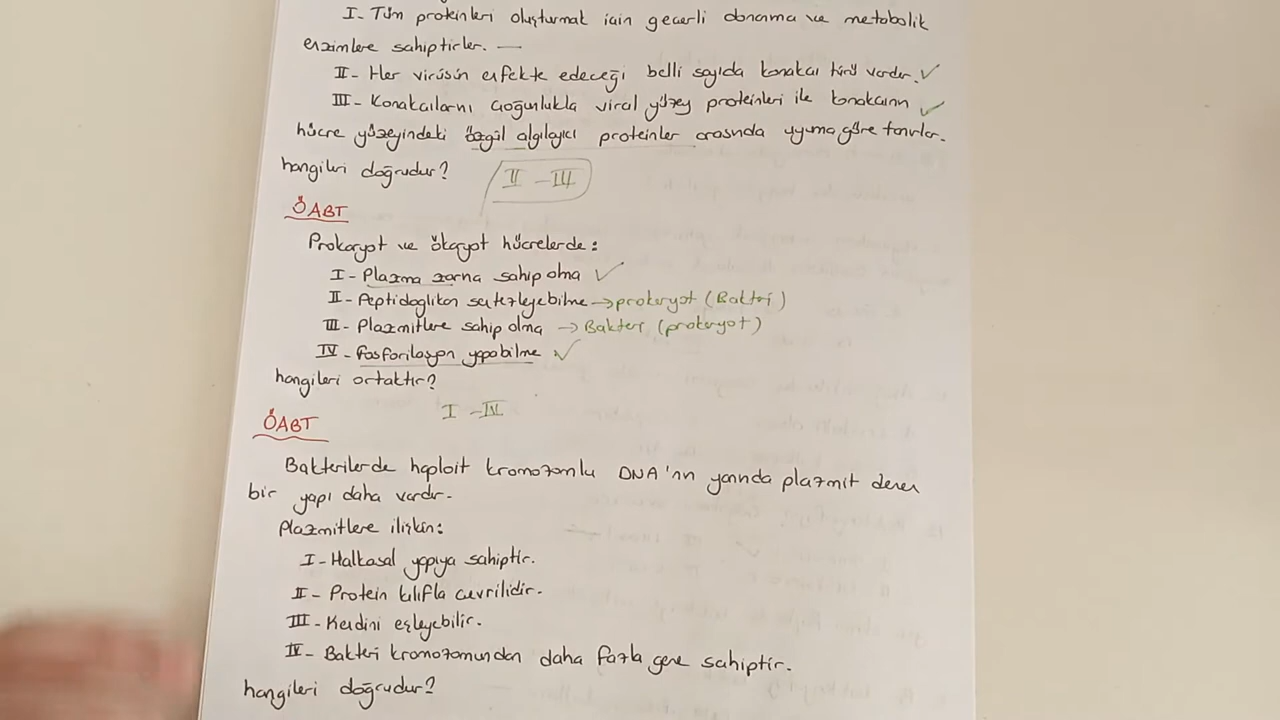 I- Tüm proteinleri oluşturmak için geçerli donanıma ve metabolik
enzimlere sahiptirler. —
II- Her virüsün enfekte edeceği belli sayıda konakçı türü vardır. ✓
III- Konakçılarını çoğunlukla viral yüzey proteinleri ile konakçının ✓
hücre yüzeyindeki özgül algılayıcı proteinler arasında uyuma göre tanırlar.
hangileri doğrudur?
II - III
ÖABT
Prokaryot ve ökaryot hücrelerde:
I- Plazma zarına sahip olma ✓
II- Peptidoglikan sentezleyebilme → prokaryot (Bakteri)
III- Plazmitlere sahip olma → Bakteri (prokaryot)
IV- Fosforilasyon yapabilme ✓
hangileri ortaktır?
I - IV
ÖABT
Bakterilerde haploit kromozomlu DNA'nın yanında plazmit denen
bir yapı daha vardır.
Plazmitlere ilişkin:
I- Halkasal yapıya sahiptir.
II- Protein kılıfla çevrilidir.
III- Kendini eşleyebilir.
IV- Bakteri kromozomundan daha fazla gene sahiptir.
hangileri doğrudur?